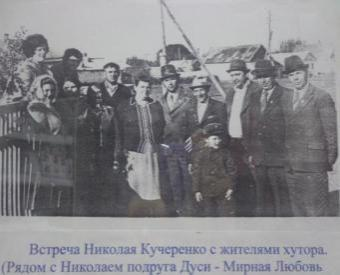 Встреча Николая Кучеренко с жителями хутора.
(Рядом с Николаем подруга Дуси - Мирная Любовь